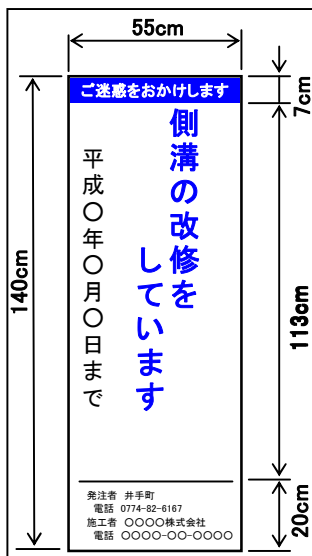 55cm
ご迷惑をおかけします
7cm
側溝の改修を
しています
平成〇年〇月〇日まで
140cm
113cm
発注者 井手町
電話 0774-82-6167
施工者 〇〇〇〇株式会社
電話 〇〇〇〇-〇〇-〇〇〇〇
20cm